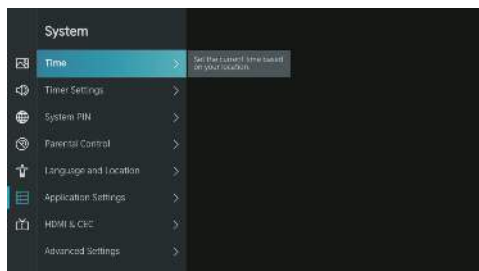 System
Time
Set the current time based
on your location.
Timer Settings
System PIN
Parental Control
Language and Location
Application Settings
HDMI & CEC
Advanced Settings